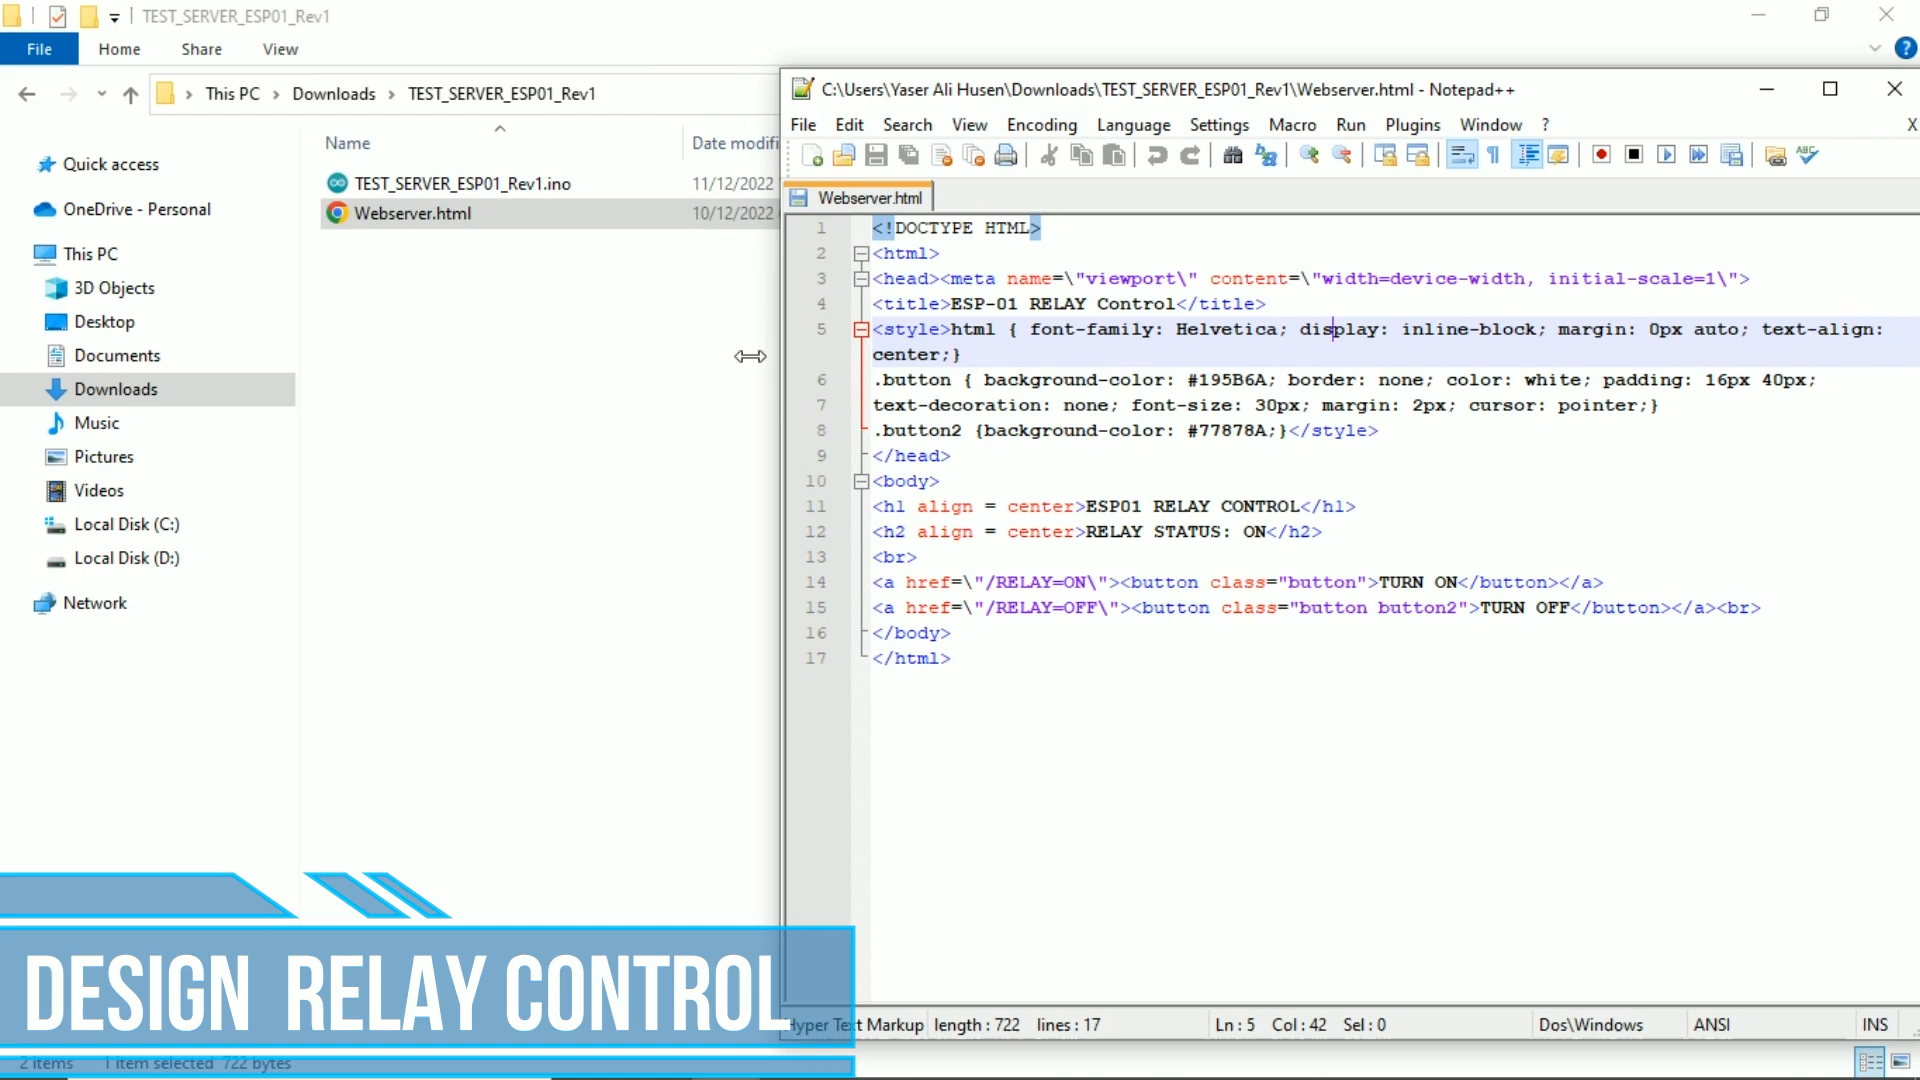 TEST_SERVER_ESP01_Rev1
File Home Share View
This PC > Downloads > TEST_SERVER_ESP01_Rev1
Name Date modifi
TEST_SERVER_ESP01_Rev1.ino 11/12/2022
Webserver.html 10/12/2022
Quick access
OneDrive - Personal
This PC
3D Objects
Desktop
Documents
Downloads
Music
Pictures
Videos
Local Disk (C:)
Local Disk (D:)
Network
C:\Users\Yaser Ali Husen\Downloads\TEST_SERVER_ESP01_Rev1\Webserver.html - Notepad++
File Edit Search View Encoding Language Settings Macro Run Plugins Window ? X
Webserver.html
1 <!DOCTYPE HTML>
2 <html>
3 <head><meta name=\"viewport\" content=\"width=device-width, initial-scale=1\">
4 <title>ESP-01 RELAY Control</title>
5 <style>html { font-family: Helvetica; display: inline-block; margin: 0px auto; text-align:
center;}
6 .button { background-color: #195B6A; border: none; color: white; padding: 16px 40px;
7 text-decoration: none; font-size: 30px; margin: 2px; cursor: pointer;}
8 .button2 {background-color: #77878A;}</style>
9 </head>
10 <body>
11 <h1 align = center>ESP01 RELAY CONTROL</h1>
12 <h2 align = center>RELAY STATUS: ON</h2>
13 <br>
14 <a href=\"/RELAY=ON\"><button class="button">TURN ON</button></a>
15 <a href=\"/RELAY=OFF\"><button class="button button2">TURN OFF</button></a><br>
16 </body>
17 </html>
DESIGN RELAY CONTROL
Hyper Text Markup length : 722 lines : 17 Ln : 5 Col : 42 Sel : 0 Dos\Windows ANSI INS
2 items 1 item selected 722 bytes